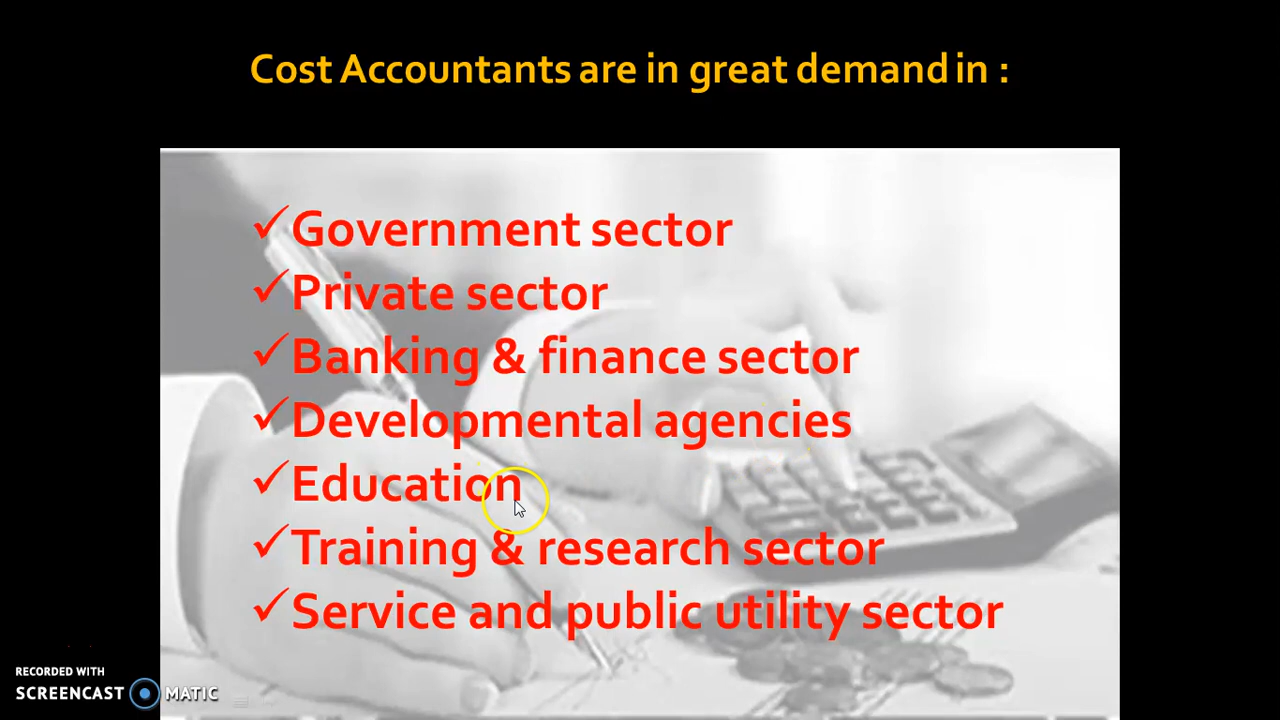 Cost Accountants are in great demand in :
✓Government sector
✓Private sector
✓Banking & finance sector
✓Developmental agencies
✓Education
✓Training & research sector
✓Service and public utility sector
RECORDED WITH
SCREENCAST MATIC